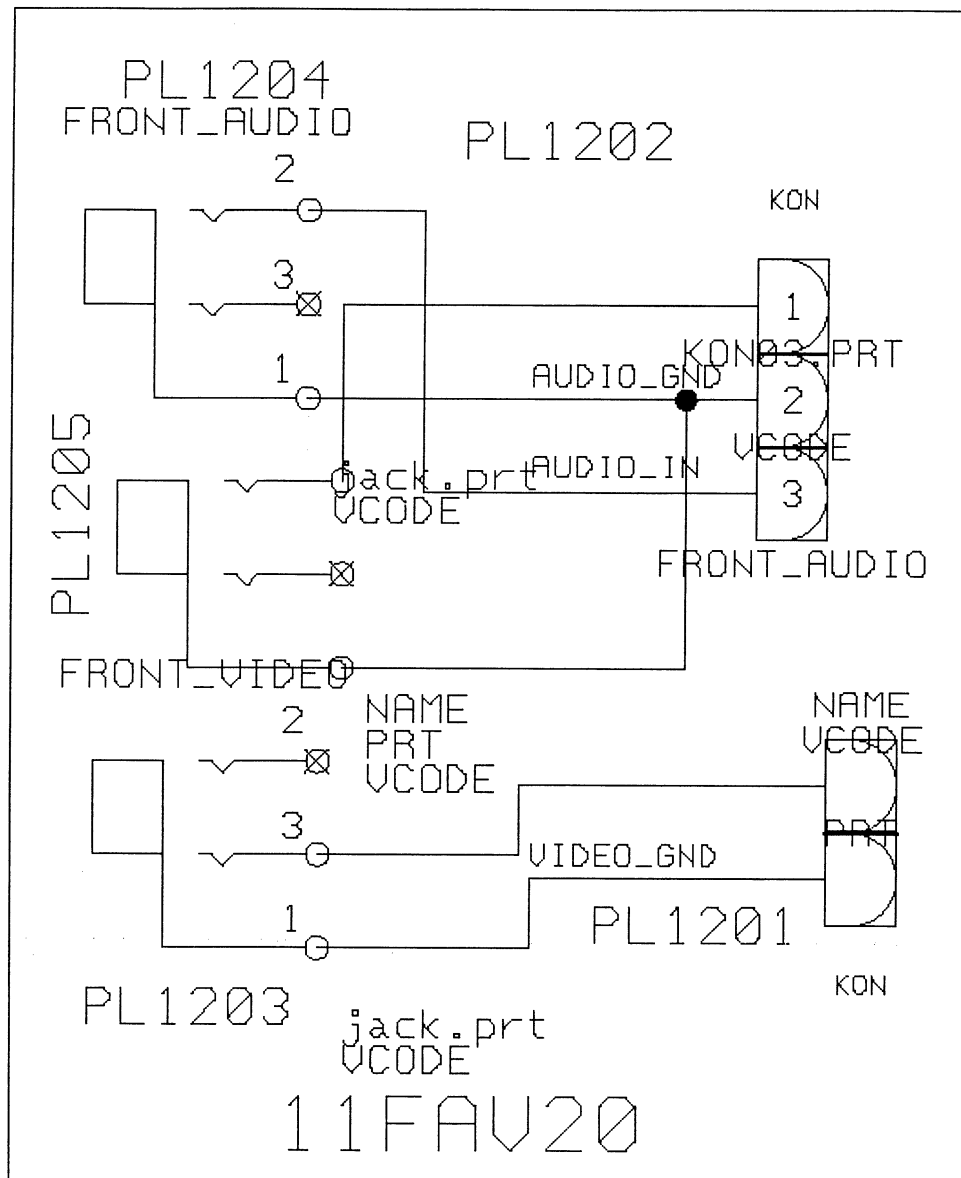 PL1204
FRONT_AUDIO
PL1202
2
KON
3
1
KON03.PRT
1
AUDIO_GND
2
VCODE
PL1205
jack.prt
VCODE
AUDIO_IN
3
FRONT_AUDIO
FRONT_VIDEO
NAME
PRT
VCODE
NAME
VCODE
2
3
PRT
VIDEO_GND
1
PL1201
KON
PL1203
jack.prt
VCODE
11FAV20